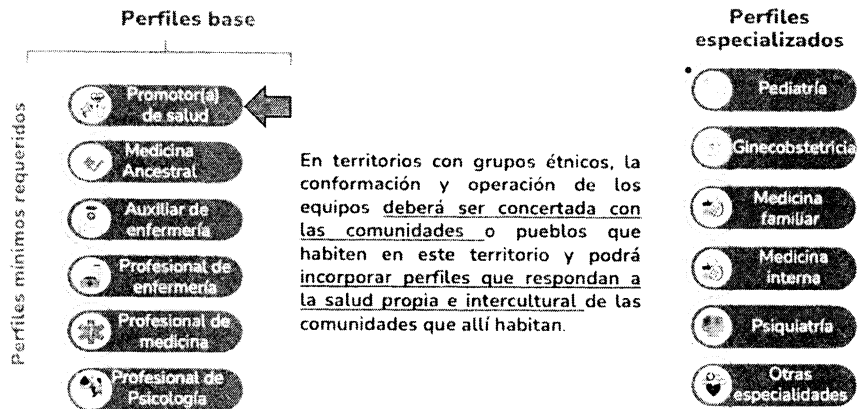 Perfiles base
Perfiles mínimos requeridos
Promotor(a)
de salud
Medicina
Ancestral
Auxiliar de
enfermería
Profesional de
enfermería
Profesional de
medicina
Profesional de
Psicología
En territorios con grupos étnicos, la
conformación y operación de los
equipos deberá ser concertada con
las comunidades o pueblos que
habiten en este territorio y podrá
incorporar perfiles que respondan a
la salud propia e intercultural de las
comunidades que allí habitan.
Perfiles
especializados
Pediatría
Ginecobstetricia
Medicina
familiar
Medicina
interna
Psiquiatría
Otras
especialidades